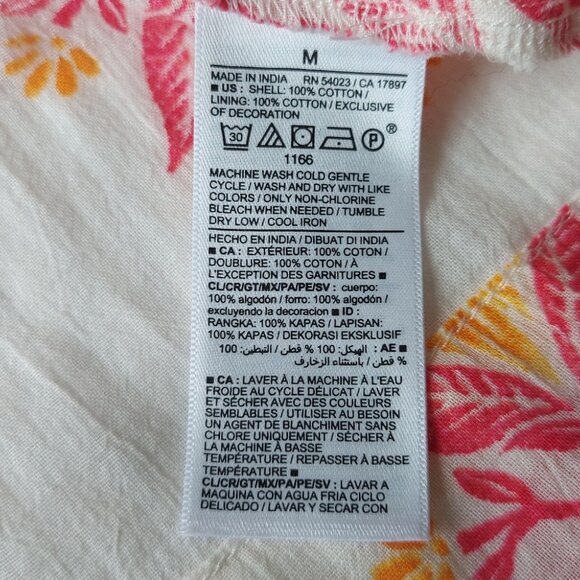 M
MADE IN INDIA RN 54023 / CA 17897
■ US : SHELL: 100% COTTON /
LINING: 100% COTTON / EXCLUSIVE
OF DECORATION
30 P ®
1166
MACHINE WASH COLD GENTLE
CYCLE / WASH AND DRY WITH LIKE
COLORS / ONLY NON-CHLORINE
BLEACH WHEN NEEDED / TUMBLE
DRY LOW / COOL IRON
HECHO EN INDIA / DIBUAT DI INDIA
■ CA : EXTÉRIEUR: 100% COTON /
DOUBLURE: 100% COTON / À
L'EXCEPTION DES GARNITURES ■
CL/CR/GT/MX/PA/PE/SV : cuerpo:
100% algodón / forro: 100% algodón /
excluyendo la decoracion ■ ID :
RANGKA: 100% KAPAS / LAPISAN:
100% KAPAS / DEKORASI EKSKLUSIF
■ AE : الهيكل: 100 % قطن / التبطين: 100
% قطن / باستثناء الزخارف
■ CA : LAVER À LA MACHINE À L'EAU
FROIDE AU CYCLE DÉLICAT / LAVER
ET SÉCHER AVEC DES COULEURS
SEMBLABLES / UTILISER AU BESOIN
UN AGENT DE BLANCHIMENT SANS
CHLORE UNIQUEMENT / SÉCHER À
LA MACHINE À BASSE
TEMPÉRATURE / REPASSER À BASSE
TEMPÉRATURE ■
CL/CR/GT/MX/PA/PE/SV : LAVAR A
MAQUINA CON AGUA FRIA CICLO
DELICADO / LAVAR Y SECAR CON